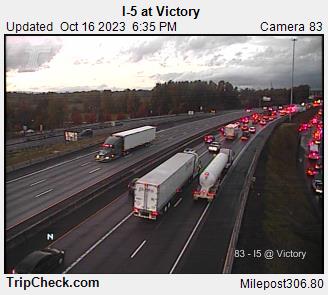 I-5 at Victory
Updated Oct 16 2023 6:35 PM Camera 83
N
83 - I5 @ Victory
TripCheck.com Milepost306.80